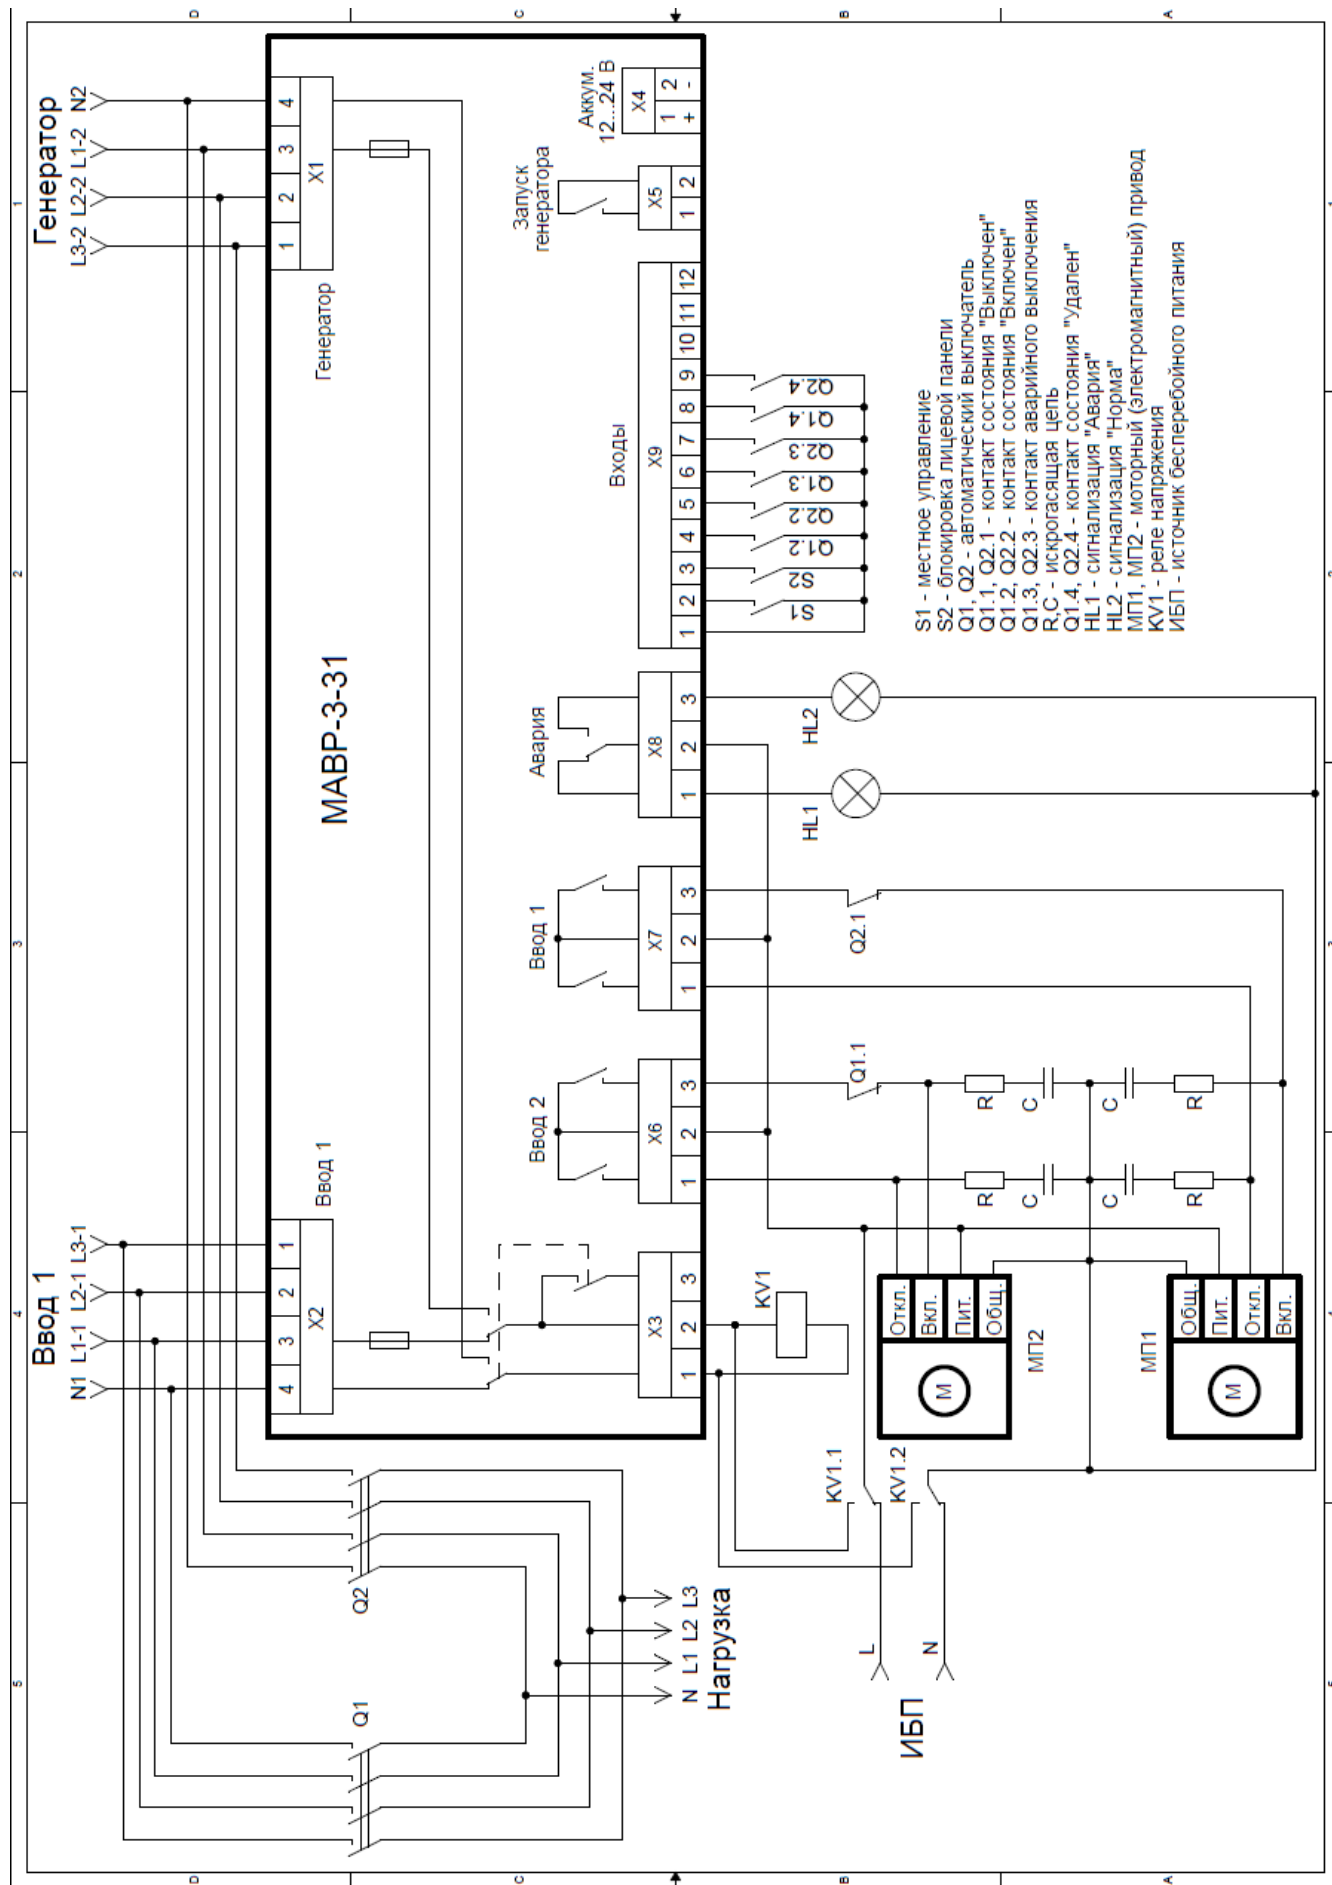 D
C
B
A
Ввод 1
N1
L1-1
L2-1
L3-1
Генератор
L3-2
L2-2
L1-2
N2
4
3
2
1
X2
Ввод 1
МАВР-3-31
Генератор
1
2
3
4
X1
Q1
Q2
N
L1
L2
L3
Нагрузка
Ввод 2
Ввод 1
Авария
Входы
Запуск
генератора
Аккум.
12...24 В
X3
1
2
3
X6
1
2
3
X7
1
2
3
X8
1
2
3
X9
1
2
3
4
5
6
7
8
9
10
11
12
X5
1
2
X4
1
2
+
-
S1
S2
Q1.2
Q2.2
Q1.3
Q2.3
Q1.4
Q2.4
KV1
KV1.1
KV1.2
L
N
ИБП
Q1.1
Q2.1
HL1
HL2
R
C
C
R
R
C
C
R
Откл.
Вкл.
Пит.
Общ.
М
МП2
Общ.
Пит.
Откл.
Вкл.
М
МП1
S1 - местное управление
S2 - блокировка лицевой панели
Q1, Q2 - автоматический выключатель
Q1.1, Q2.1 - контакт состояния "Выключен"
Q1.2, Q2.2 - контакт состояния "Включен"
Q1.3, Q2.3 - контакт аварийного выключения
R,C - искрогасящая цепь
Q1.4, Q2.4 - контакт состояния "Удален"
HL1 - сигнализация "Авария"
HL2 - сигнализация "Норма"
МП1, МП2 - моторный (электромагнитный) привод
KV1 - реле напряжения
ИБП - источник бесперебойного питания
5
4
3
2
1
D
C
B
A